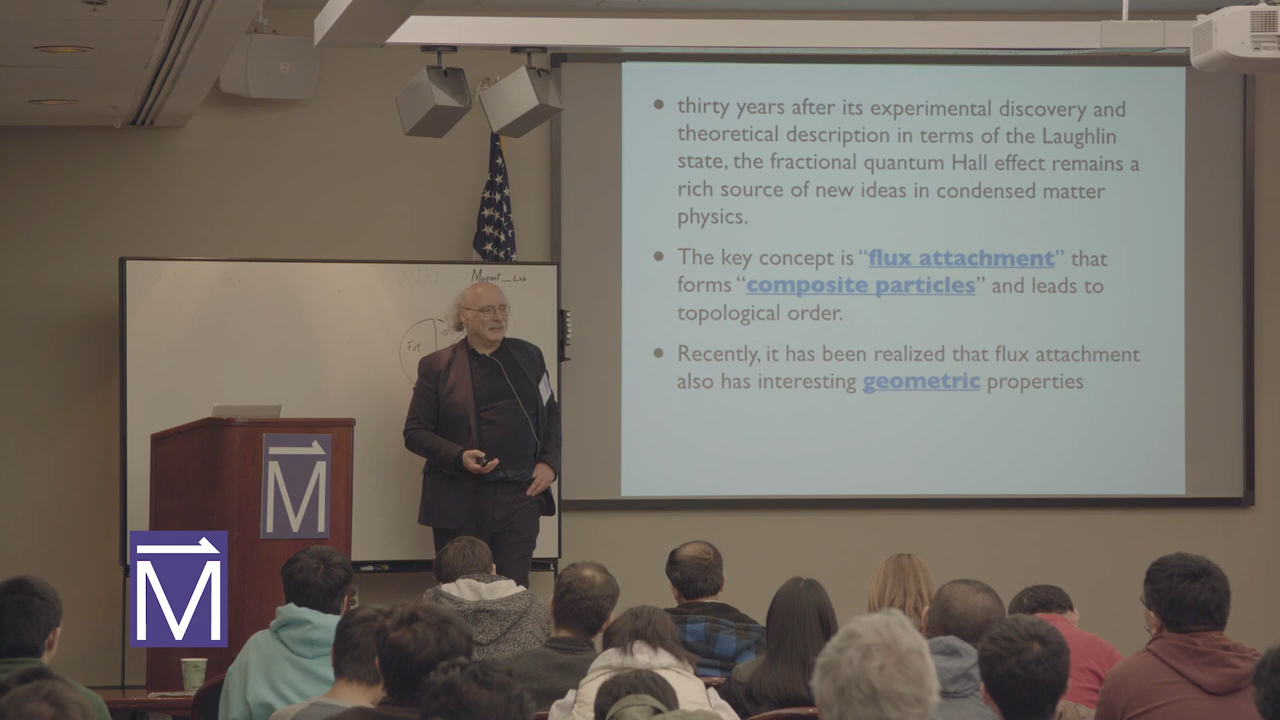 • thirty years after its experimental discovery and
theoretical description in terms of the Laughlin
state, the fractional quantum Hall effect remains a
rich source of new ideas in condensed matter
physics.
• The key concept is “flux attachment” that
forms “composite particles” and leads to
topological order.
• Recently, it has been realized that flux attachment
also has interesting geometric properties
M
M